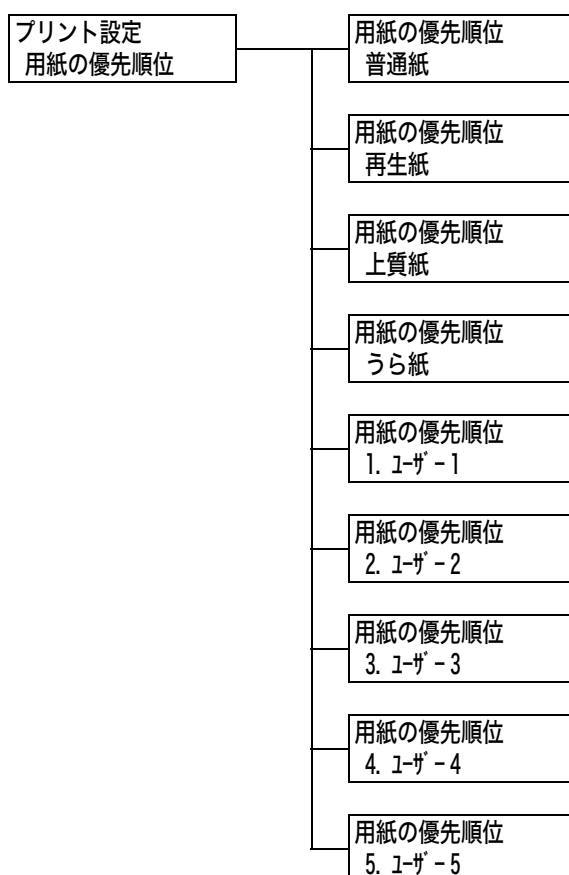 プリント設定
用紙の優先順位
用紙の優先順位
普通紙
用紙の優先順位
再生紙
用紙の優先順位
上質紙
用紙の優先順位
うら紙
用紙の優先順位
1. ﾕｰｻﾞｰ1
用紙の優先順位
2. ﾕｰｻﾞｰ2
用紙の優先順位
3. ﾕｰｻﾞｰ3
用紙の優先順位
4. ﾕｰｻﾞｰ4
用紙の優先順位
5. ﾕｰｻﾞｰ5